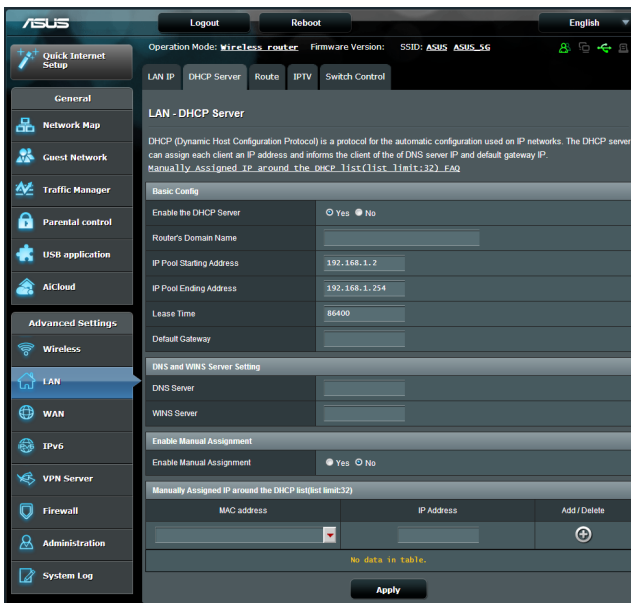 ASUS Logout Reboot English
Quick Internet Setup
Operation Mode: Wireless router Firmware Version: SSID: ASUS ASUS_5G
LAN IP DHCP Server Route IPTV Switch Control
General
Network Map
Guest Network
Traffic Manager
Parental control
USB application
AiCloud
Advanced Settings
Wireless
LAN
WAN
IPv6
VPN Server
Firewall
Administration
System Log
LAN - DHCP Server
DHCP (Dynamic Host Configuration Protocol) is a protocol for the automatic configuration used on IP networks. The DHCP server
can assign each client an IP address and informs the client of the of DNS server IP and default gateway IP.
Manually Assigned IP around the DHCP list(list limit:32) FAQ
Basic Config
Enable the DHCP Server Yes No
Router's Domain Name
IP Pool Starting Address 192.168.1.2
IP Pool Ending Address 192.168.1.254
Lease Time 86400
Default Gateway
DNS and WINS Server Setting
DNS Server
WINS Server
Enable Manual Assignment
Enable Manual Assignment Yes No
Manually Assigned IP around the DHCP list(list limit:32)
MAC address IP Address Add / Delete
No data in table.
Apply